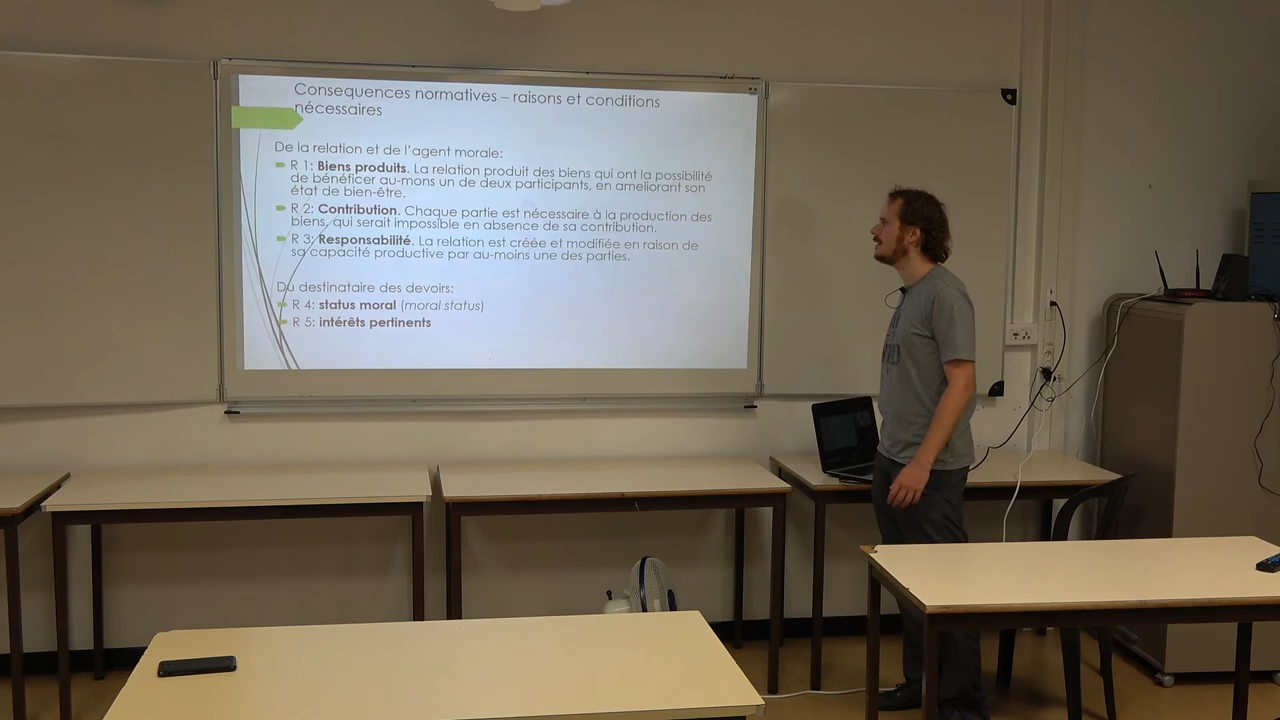 Consequences normatives – raisons et conditions
nécessaires
De la relation et de l'agent morale:
R 1: Biens produits. La relation produit des biens qui ont la possibilité
de bénéficer au-mons un de deux participants, en ameliorant son
état de bien-être.
R 2: Contribution. Chaque partie est nécessaire à la production des
biens, qui serait impossible en absence de sa contribution.
R 3: Responsabilité. La relation est créée et modifiée en raison de
sa capacité productive par au-moins une des parties.
Du destinataire des devoirs:
R 4: status moral (moral status)
R 5: intérêts pertinents